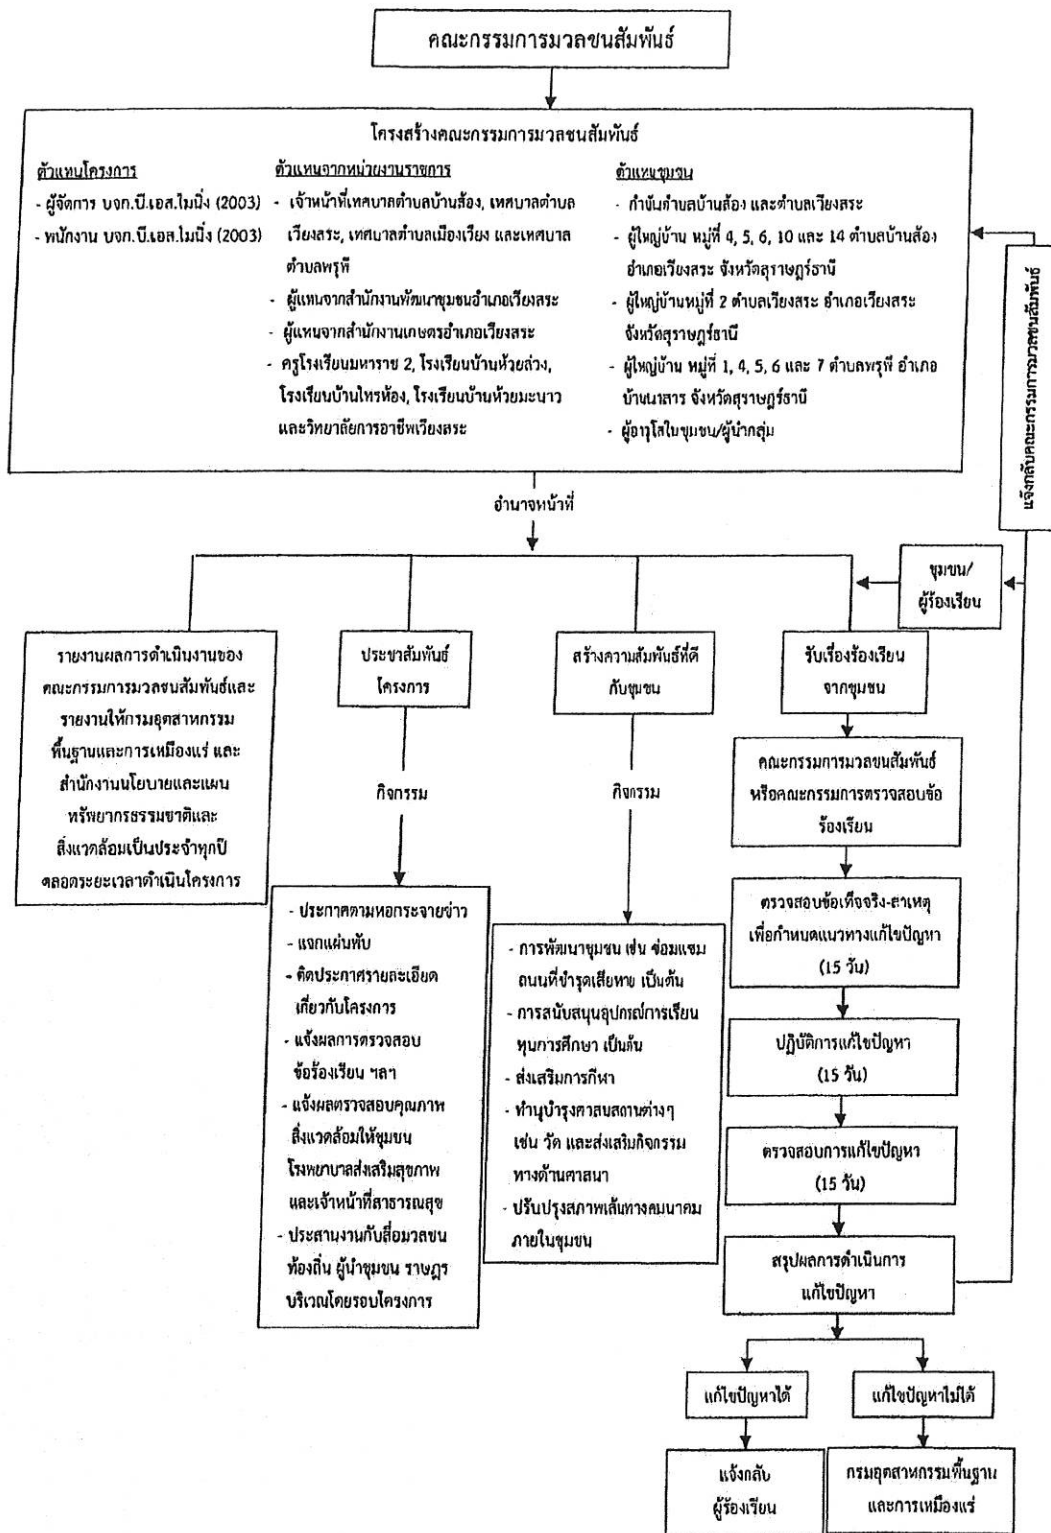 คณะกรรมการมวลชนสัมพันธ์
โครงสร้างคณะกรรมการมวลชนสัมพันธ์
ตัวแทนโครงการ
- ผู้จัดการ บจก.บี.เอส.ไมนิ่ง (2003)
- พนักงาน บจก.บี.เอส.ไมนิ่ง (2003)
ตัวแทนจากหน่วยงานราชการ
- เจ้าหน้าที่เทศบาลตำบลบ้านส้อง, เทศบาลตำบล
เวียงสระ, เทศบาลตำบลเมืองเวียง และเทศบาล
ตำบลพรุพี
- ผู้แทนจากสำนักงานพัฒนาชุมชนอำเภอเวียงสระ
- ผู้แทนจากสำนักงานเกษตรอำเภอเวียงสระ
- ครูโรงเรียนมหาราช 2, โรงเรียนบ้านห้วยล่วง,
โรงเรียนบ้านไทรห้อง, โรงเรียนบ้านห้วยมะนาว
และวิทยาลัยการอาชีพเวียงสระ
ตัวแทนชุมชน
- กำนันตำบลบ้านส้อง และตำบลเวียงสระ
- ผู้ใหญ่บ้าน หมู่ที่ 4, 5, 6, 10 และ 14 ตำบลบ้านส้อง
อำเภอเวียงสระ จังหวัดสุราษฎร์ธานี
- ผู้ใหญ่บ้านหมู่ที่ 2 ตำบลเวียงสระ อำเภอเวียงสระ
จังหวัดสุราษฎร์ธานี
- ผู้ใหญ่บ้าน หมู่ที่ 1, 4, 5, 6 และ 7 ตำบลพรุพี อำเภอ
บ้านนาสาร จังหวัดสุราษฎร์ธานี
- ผู้อาวุโสในชุมชน/ผู้นำกลุ่ม
แจ้งกลับคณะกรรมการมวลชนสัมพันธ์
อำนาจหน้าที่
ชุมชน/
ผู้ร้องเรียน
รายงานผลการดำเนินงานของ
คณะกรรมการมวลชนสัมพันธ์และ
รายงานให้กรมอุตสาหกรรม
พื้นฐานและการเหมืองแร่ และ
สำนักงานนโยบายและแผน
ทรัพยากรธรรมชาติและ
สิ่งแวดล้อมเป็นประจำทุกปี
ตลอดระยะเวลาดำเนินโครงการ
ประชาสัมพันธ์
โครงการ
กิจกรรม
- ประกาศตามหอกระจายข่าว
- แจกแผ่นพับ
- ติดประกาศรายละเอียด
เกี่ยวกับโครงการ
- แจ้งผลการตรวจสอบ
ข้อร้องเรียน ฯลฯ
- แจ้งผลตรวจสอบคุณภาพ
สิ่งแวดล้อมให้ชุมชน
โรงพยาบาลส่งเสริมสุขภาพ
และเจ้าหน้าที่สาธารณสุข
- ประสานงานกับสื่อมวลชน
ท้องถิ่น ผู้นำชุมชน ราษฎร
บริเวณโดยรอบโครงการ
สร้างความสัมพันธ์ที่ดี
กับชุมชน
กิจกรรม
- การพัฒนาชุมชน เช่น ซ่อมแซม
ถนนที่ชำรุดเสียหาย เป็นต้น
- การสนับสนุนอุปกรณ์การเรียน
ทุนการศึกษา เป็นต้น
- ส่งเสริมการกีฬา
- ทำนุบำรุงศาสนสถานต่างๆ
เช่น วัด และส่งเสริมกิจกรรม
ทางด้านศาสนา
- ปรับปรุงสภาพเส้นทางคมนาคม
ภายในชุมชน
รับเรื่องร้องเรียน
จากชุมชน
คณะกรรมการมวลชนสัมพันธ์
หรือคณะกรรมการตรวจสอบข้อ
ร้องเรียน
ตรวจสอบข้อเท็จจริง-สาเหตุ
เพื่อกำหนดแนวทางแก้ไขปัญหา
(15 วัน)
ปฏิบัติการแก้ไขปัญหา
(15 วัน)
ตรวจสอบการแก้ไขปัญหา
(15 วัน)
สรุปผลการดำเนินการ
แก้ไขปัญหา
แก้ไขปัญหาได้
แก้ไขปัญหาไม่ได้
แจ้งกลับ
ผู้ร้องเรียน
กรมอุตสาหกรรมพื้นฐาน
และการเหมืองแร่